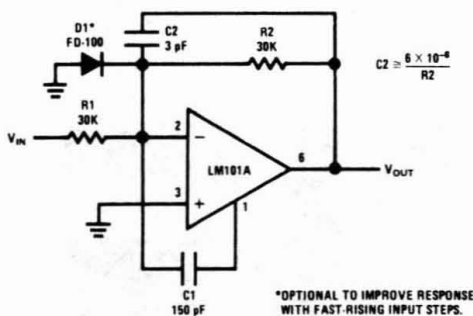 D1*
FD-100
C2
3 pF
R2
30K
C2 ≅ 6 × 10⁻⁶
R2
R1
30K
VIN
2
−
LM101A
6
VOUT
3
+
1
C1
150 pF
*OPTIONAL TO IMPROVE RESPONSE
WITH FAST-RISING INPUT STEPS.